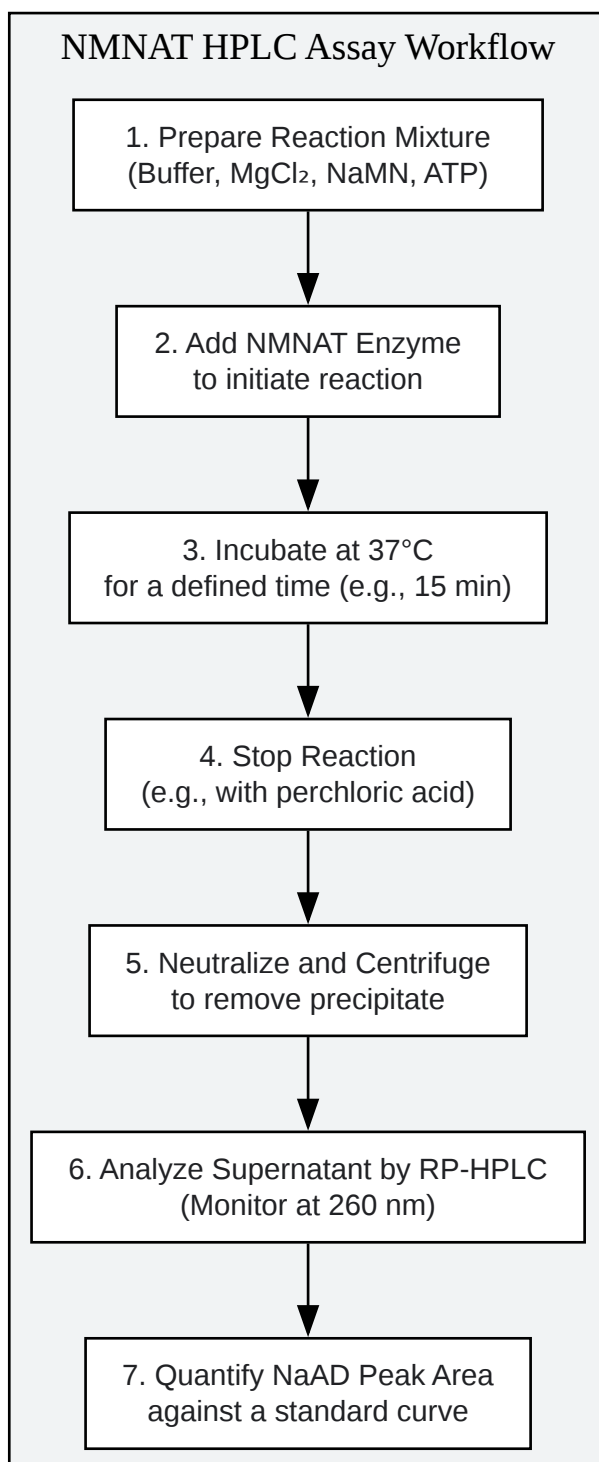 NMNAT HPLC Assay Workflow
1. Prepare Reaction Mixture
(Buffer, MgCl₂, NaMN, ATP)
2. Add NMNAT Enzyme
to initiate reaction
3. Incubate at 37°C
for a defined time (e.g., 15 min)
4. Stop Reaction
(e.g., with perchloric acid)
5. Neutralize and Centrifuge
to remove precipitate
6. Analyze Supernatant by RP-HPLC
(Monitor at 260 nm)
7. Quantify NaAD Peak Area
against a standard curve